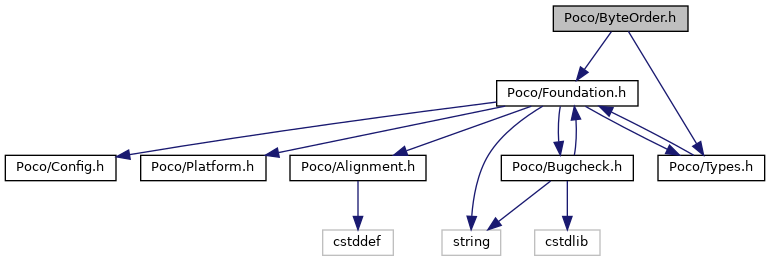 Poco/ByteOrder.h
Poco/Foundation.h
Poco/Config.h
Poco/Platform.h
Poco/Alignment.h
Poco/Bugcheck.h
Poco/Types.h
cstddef
string
cstdlib